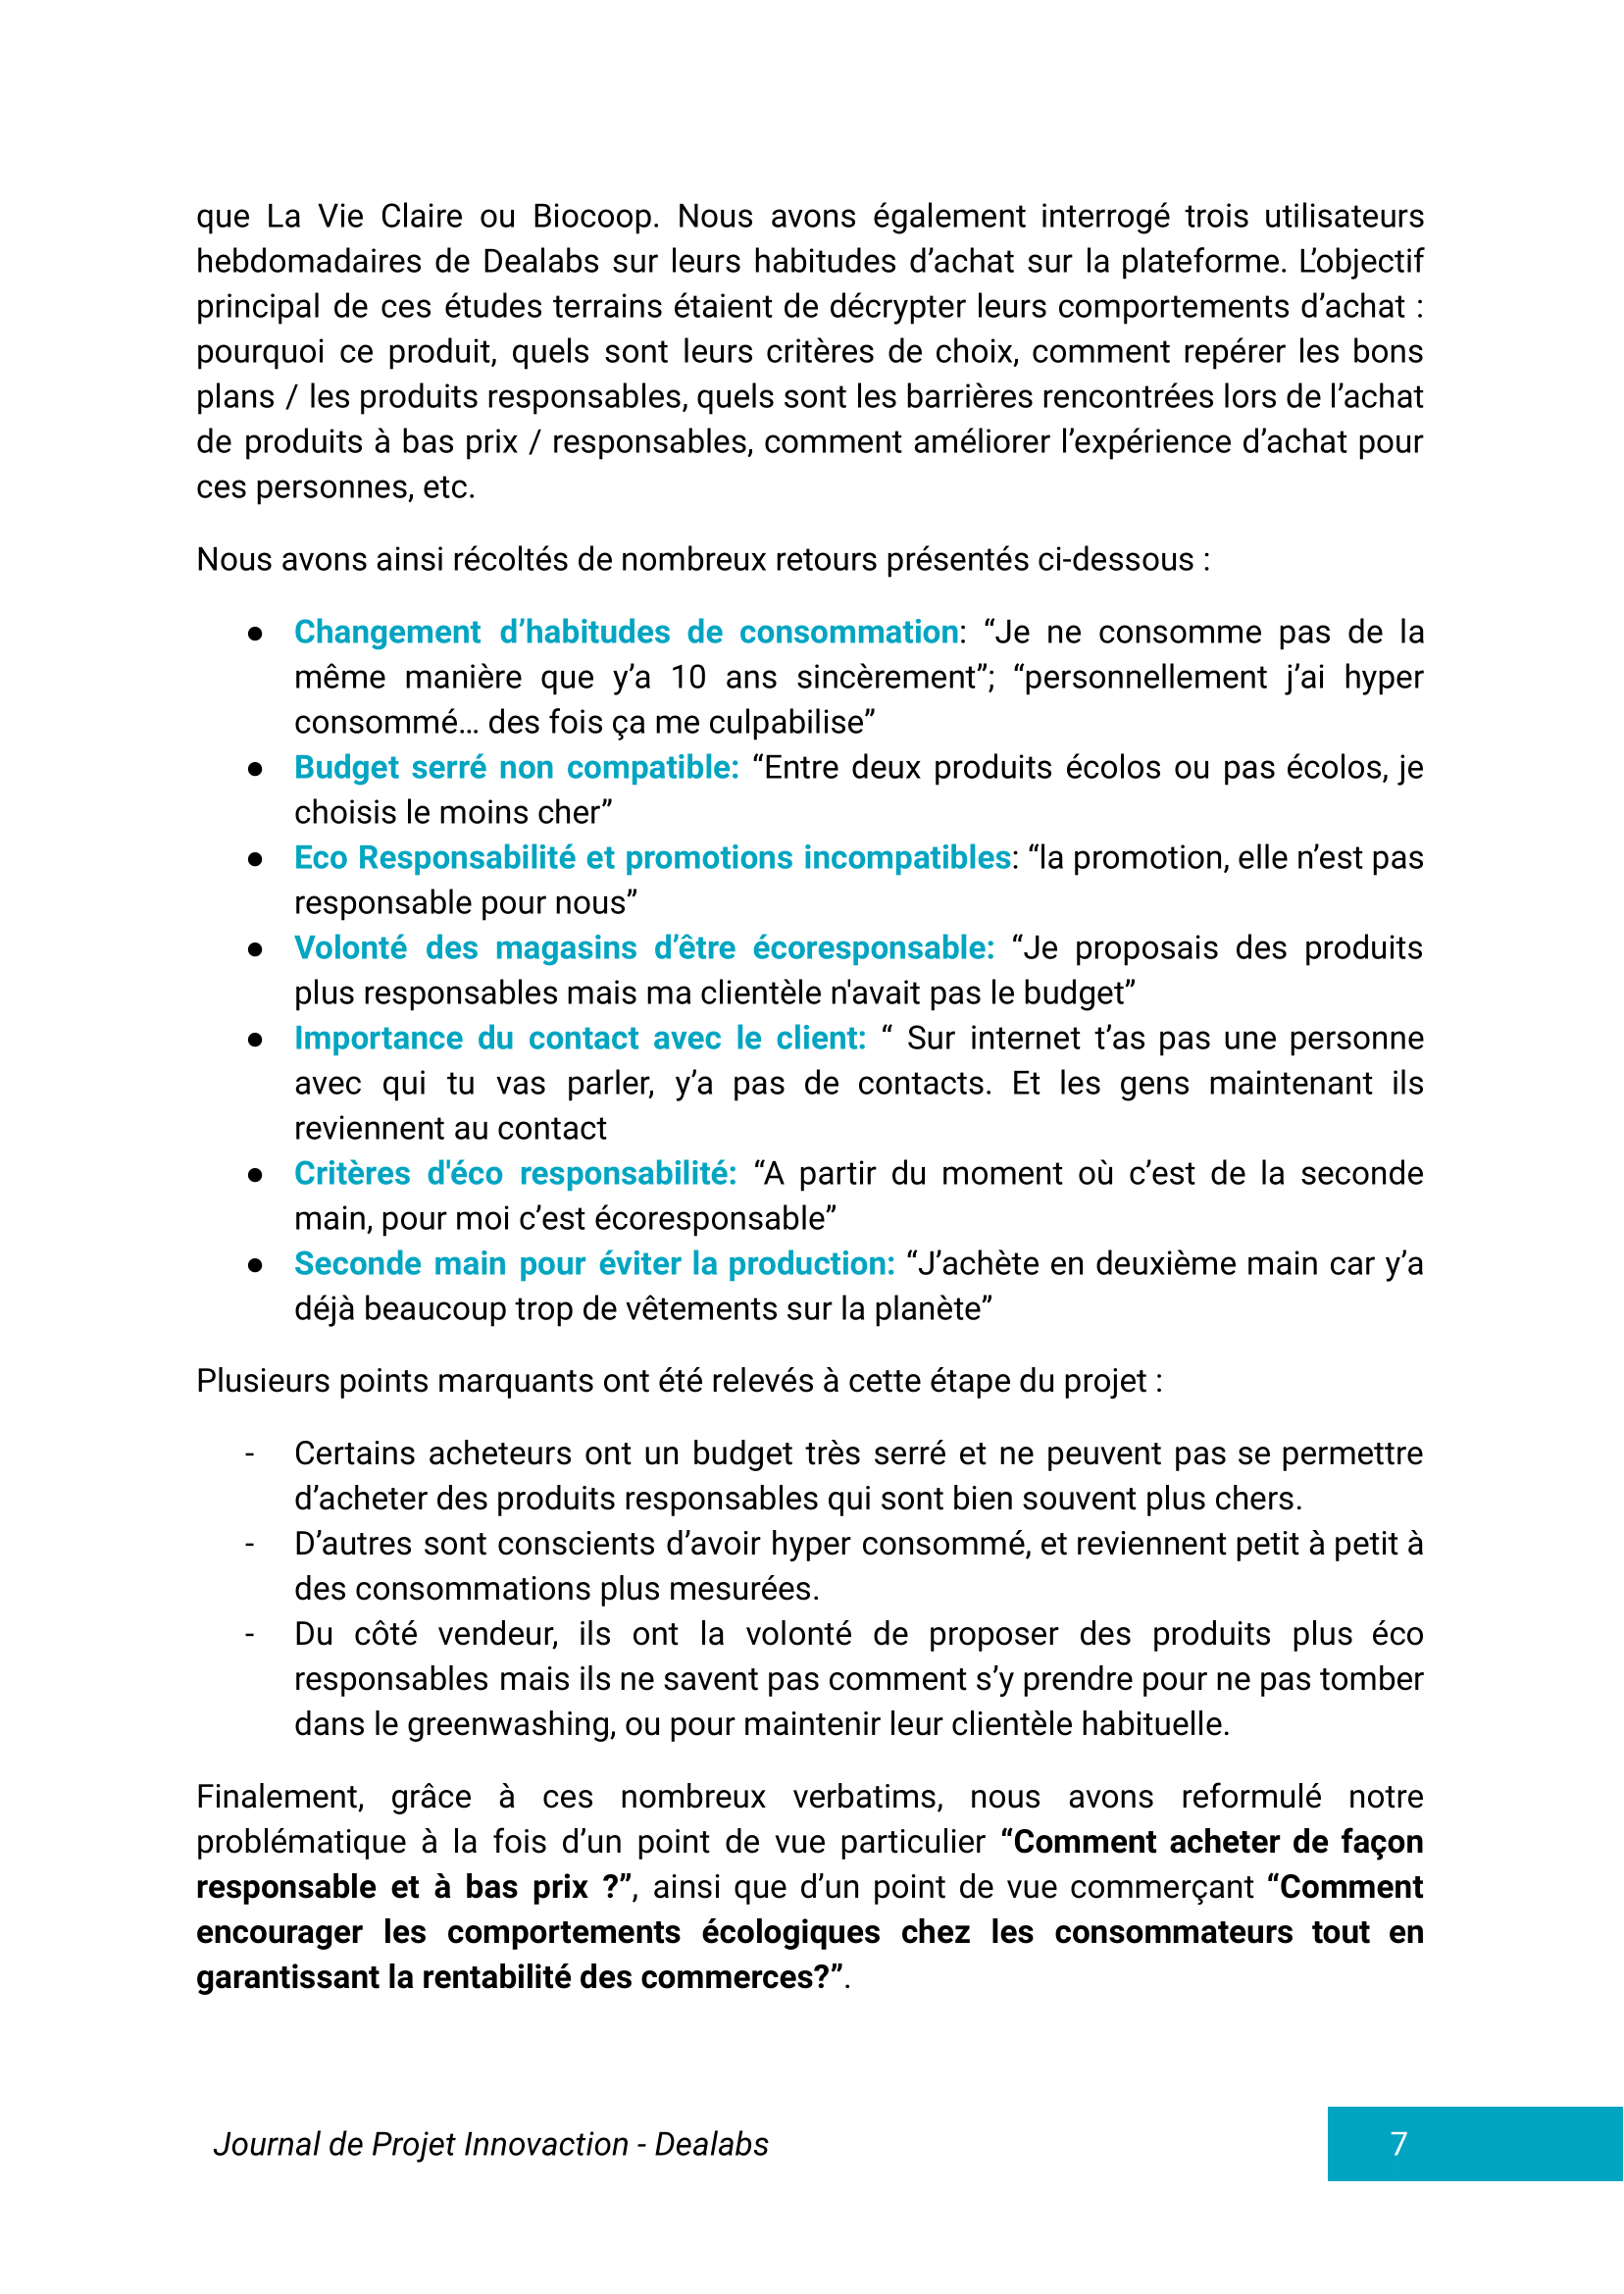 que La Vie Claire ou Biocoop. Nous avons également interrogé trois utilisateurs
hebdomadaires de Dealabs sur leurs habitudes d’achat sur la plateforme. L’objectif
principal de ces études terrains étaient de décrypter leurs comportements d’achat :
pourquoi ce produit, quels sont leurs critères de choix, comment repérer les bons
plans / les produits responsables, quels sont les barrières rencontrées lors de l’achat
de produits à bas prix / responsables, comment améliorer l’expérience d’achat pour
ces personnes, etc.
Nous avons ainsi récoltés de nombreux retours présentés ci-dessous :
● Changement d’habitudes de consommation: “Je ne consomme pas de la
même manière que y’a 10 ans sincèrement”; “personnellement j’ai hyper
consommé… des fois ça me culpabilise”
● Budget serré non compatible: “Entre deux produits écolos ou pas écolos, je
choisis le moins cher”
● Eco Responsabilité et promotions incompatibles: “la promotion, elle n’est pas
responsable pour nous”
● Volonté des magasins d’être écoresponsable: “Je proposais des produits
plus responsables mais ma clientèle n'avait pas le budget”
● Importance du contact avec le client: “ Sur internet t’as pas une personne
avec qui tu vas parler, y’a pas de contacts. Et les gens maintenant ils
reviennent au contact
● Critères d'éco responsabilité: “A partir du moment où c’est de la seconde
main, pour moi c’est écoresponsable”
● Seconde main pour éviter la production: “J’achète en deuxième main car y’a
déjà beaucoup trop de vêtements sur la planète”
Plusieurs points marquants ont été relevés à cette étape du projet :
- Certains acheteurs ont un budget très serré et ne peuvent pas se permettre
d’acheter des produits responsables qui sont bien souvent plus chers.
- D’autres sont conscients d’avoir hyper consommé, et reviennent petit à petit à
des consommations plus mesurées.
- Du côté vendeur, ils ont la volonté de proposer des produits plus éco
responsables mais ils ne savent pas comment s’y prendre pour ne pas tomber
dans le greenwashing, ou pour maintenir leur clientèle habituelle.
Finalement, grâce à ces nombreux verbatims, nous avons reformulé notre
problématique à la fois d’un point de vue particulier “Comment acheter de façon
responsable et à bas prix ?”, ainsi que d’un point de vue commerçant “Comment
encourager les comportements écologiques chez les consommateurs tout en
garantissant la rentabilité des commerces?”.
Journal de Projet Innovaction - Dealabs
7